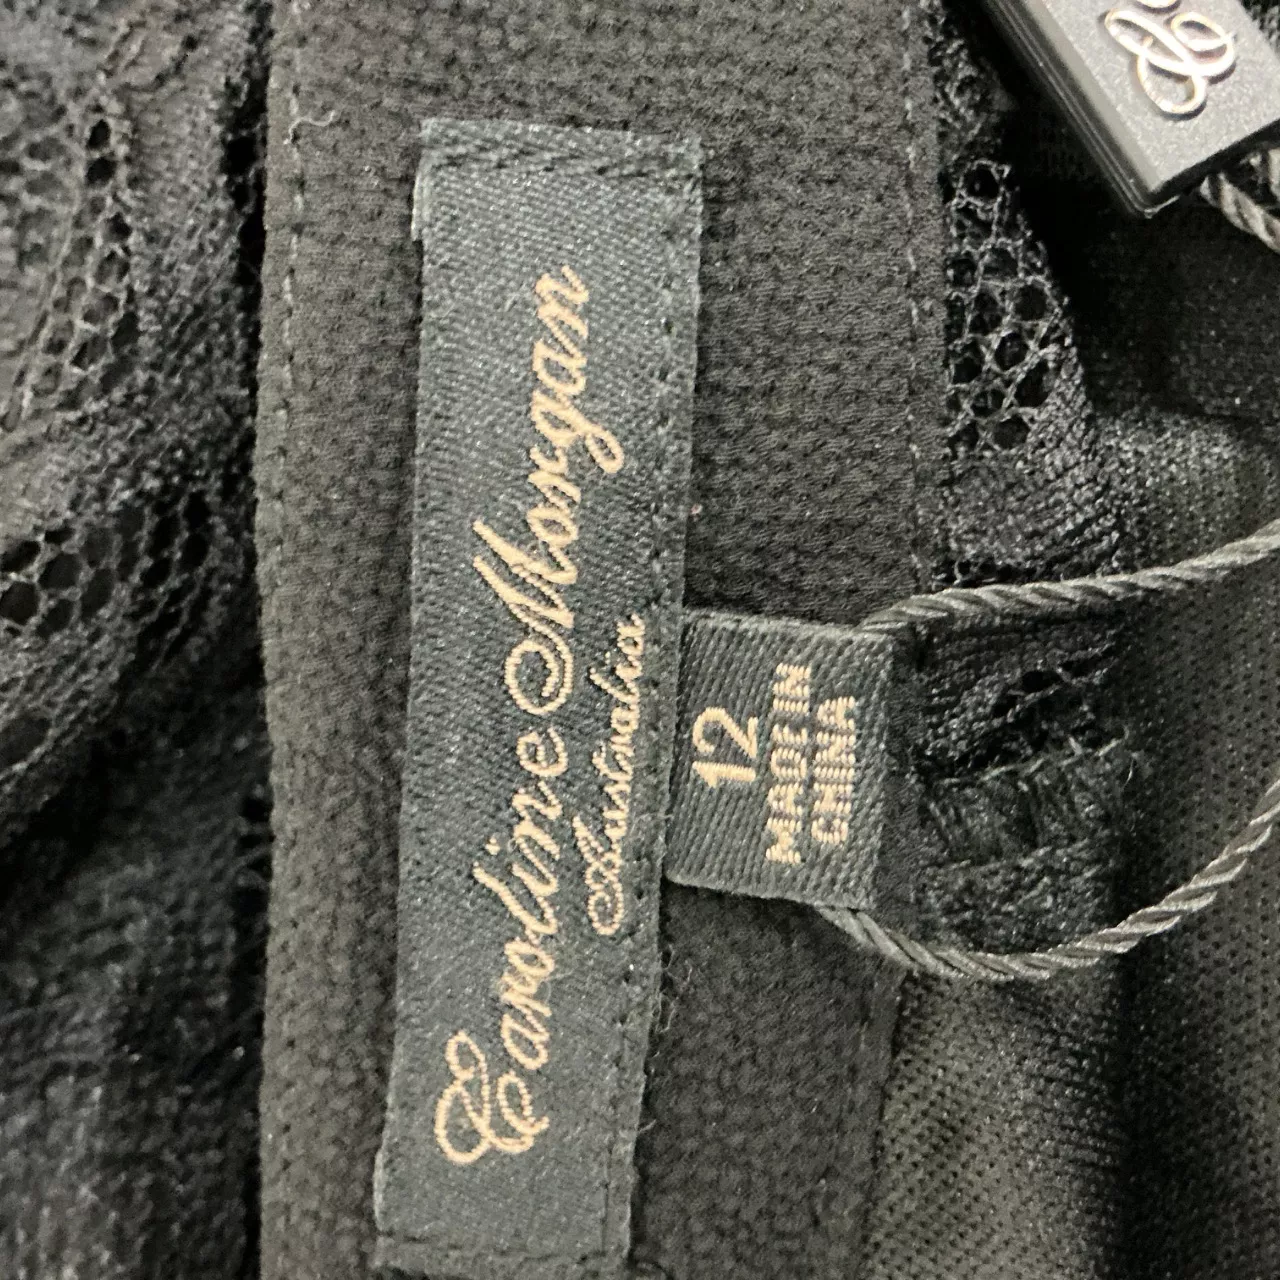 Caroline Morgan
Australia
12
MADE IN
CHINA